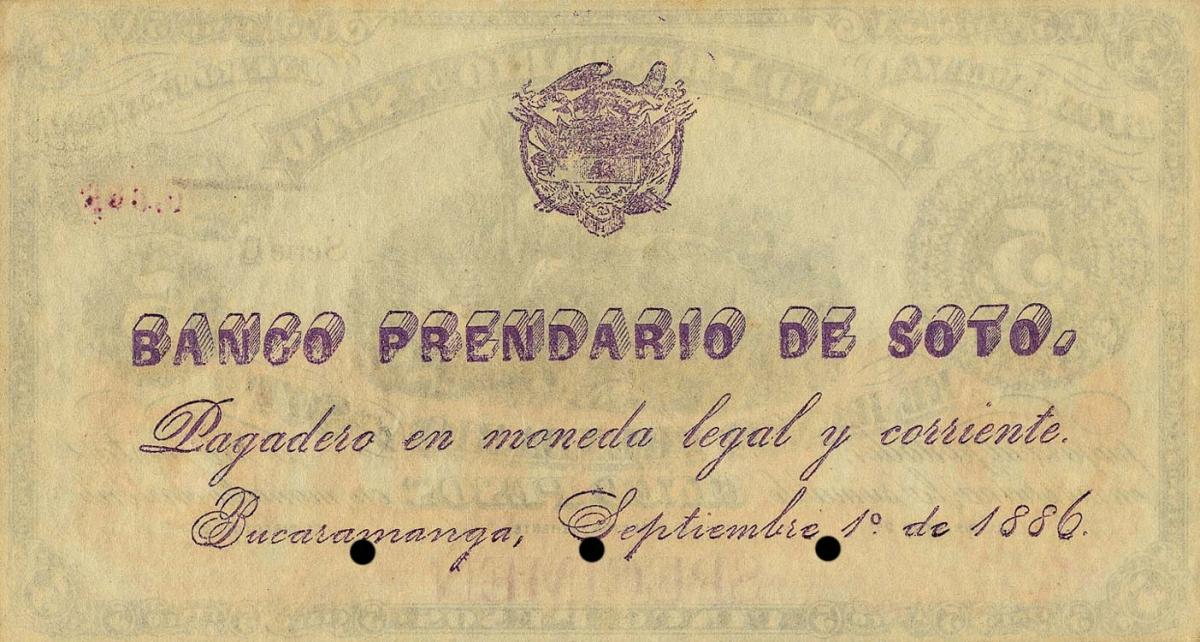 BANCO PRENDARIO DE SOTO.
Pagadero en moneda legal y corriente.
Bucaramanga, Septiembre 1º de 1886.